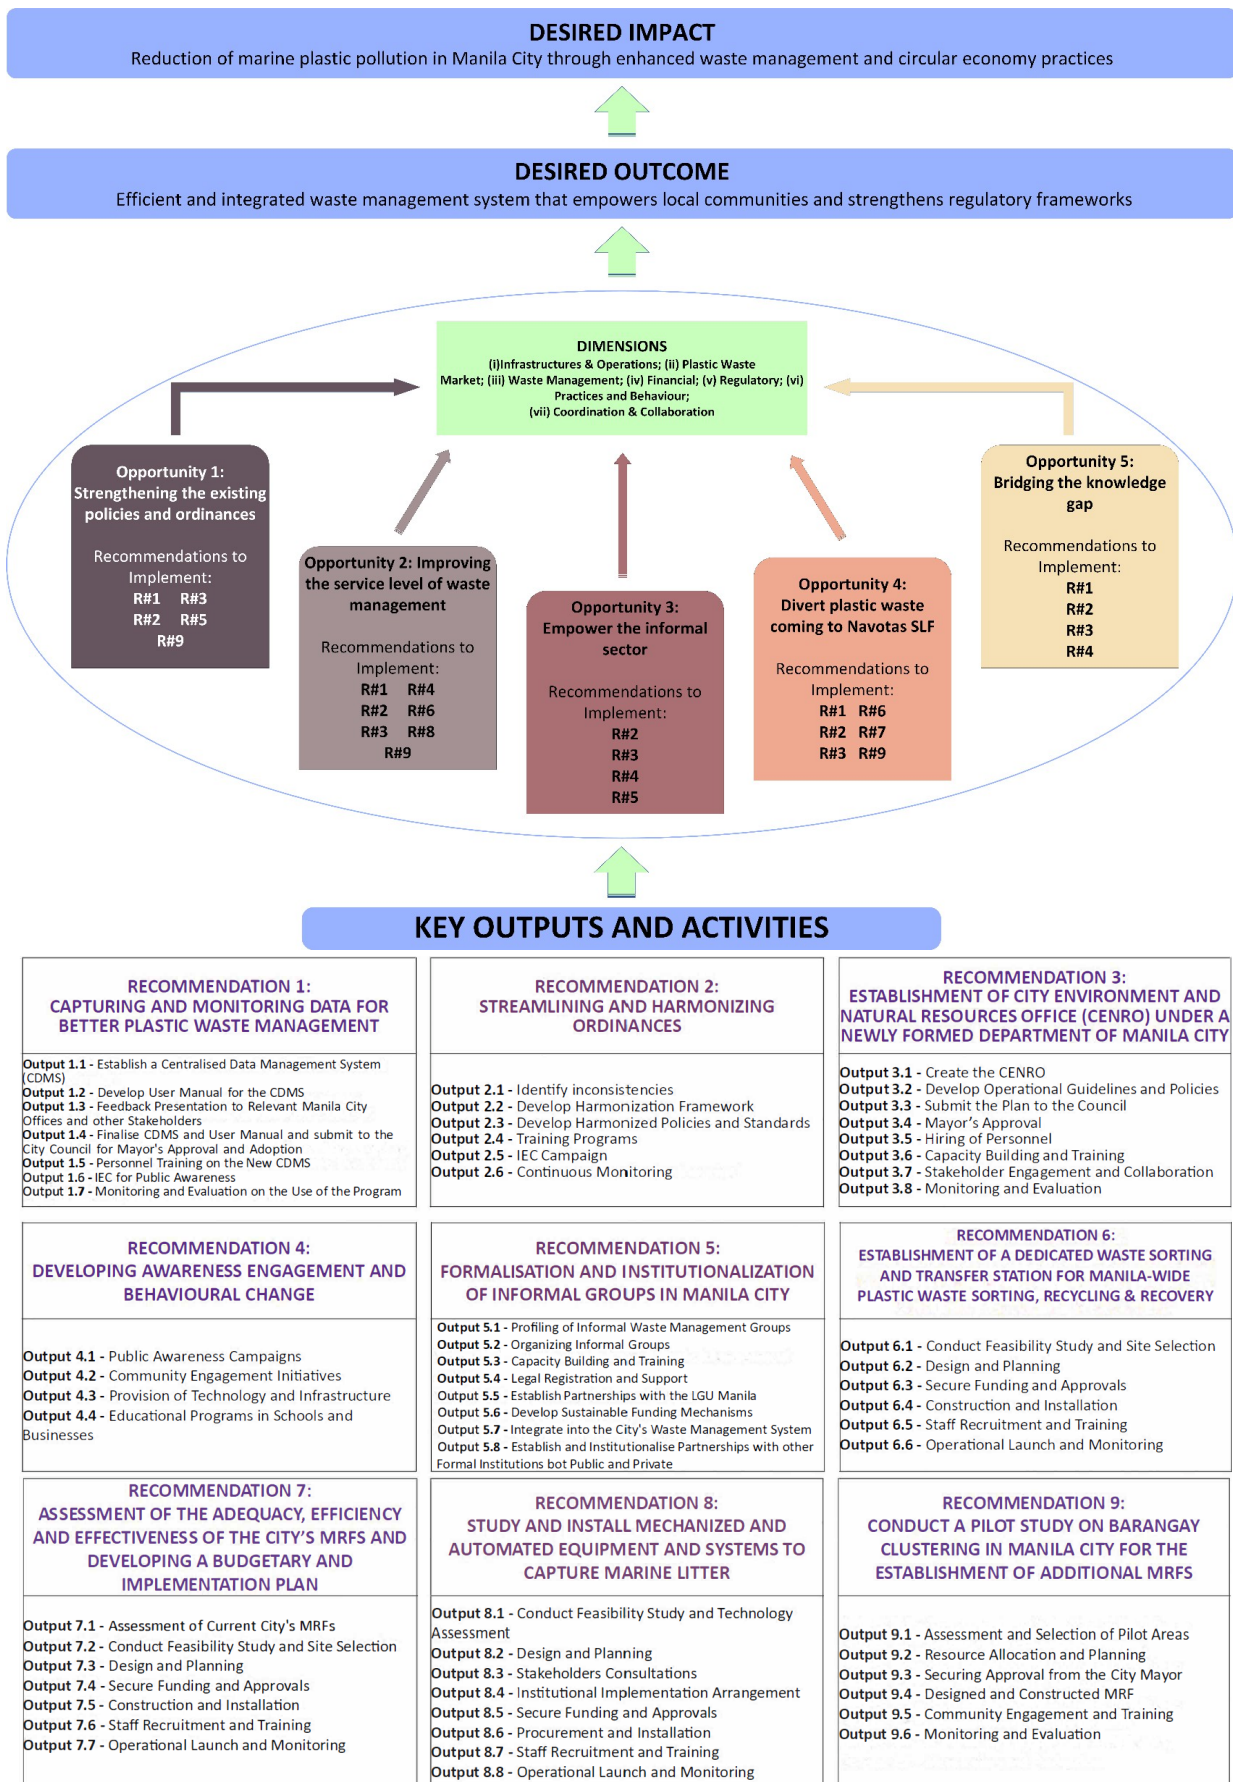 DESIRED IMPACT
Reduction of marine plastic pollution in Manila City through enhanced waste management and circular economy practices
DESIRED OUTCOME
Efficient and integrated waste management system that empowers local communities and strengthens regulatory frameworks
DIMENSIONS
(i)Infrastructures & Operations; (ii) Plastic Waste
Market; (iii) Waste Management; (iv) Financial; (v) Regulatory; (vi)
Practices and Behaviour;
(vii) Coordination & Collaboration
Opportunity 1:
Strengthening the existing
policies and ordinances
Recommendations to
Implement:
R#1 R#3
R#2 R#5
R#9
Opportunity 2: Improving
the service level of waste
management
Recommendations to
Implement:
R#1 R#4
R#2 R#6
R#3 R#8
R#9
Opportunity 3:
Empower the informal
sector
Recommendations to
Implement:
R#2
R#3
R#4
R#5
Opportunity 4:
Divert plastic waste
coming to Navotas SLF
Recommendations to
Implement:
R#1 R#6
R#2 R#7
R#3 R#9
Opportunity 5:
Bridging the knowledge
gap
Recommendations to
Implement:
R#1
R#2
R#3
R#4
KEY OUTPUTS AND ACTIVITIES
RECOMMENDATION 1:
CAPTURING AND MONITORING DATA FOR
BETTER PLASTIC WASTE MANAGEMENT
Output 1.1 - Establish a Centralised Data Management System
(CDMS)
Output 1.2 - Develop User Manual for the CDMS
Output 1.3 - Feedback Presentation to Relevant Manila City
Offices and other Stakeholders
Output 1.4 - Finalise CDMS and User Manual and submit to the
City Council for Mayor's Approval and Adoption
Output 1.5 - Personnel Training on the New CDMS
Output 1.6 - IEC for Public Awareness
Output 1.7 - Monitoring and Evaluation on the Use of the Program
RECOMMENDATION 2:
STREAMLINING AND HARMONIZING
ORDINANCES
Output 2.1 - Identify inconsistencies
Output 2.2 - Develop Harmonization Framework
Output 2.3 - Develop Harmonized Policies and Standards
Output 2.4 - Training Programs
Output 2.5 - IEC Campaign
Output 2.6 - Continuous Monitoring
RECOMMENDATION 3:
ESTABLISHMENT OF CITY ENVIRONMENT AND
NATURAL RESOURCES OFFICE (CENRO) UNDER A
NEWLY FORMED DEPARTMENT OF MANILA CITY
Output 3.1 - Create the CENRO
Output 3.2 - Develop Operational Guidelines and Policies
Output 3.3 - Submit the Plan to the Council
Output 3.4 - Mayor's Approval
Output 3.5 - Hiring of Personnel
Output 3.6 - Capacity Building and Training
Output 3.7 - Stakeholder Engagement and Collaboration
Output 3.8 - Monitoring and Evaluation
RECOMMENDATION 4:
DEVELOPING AWARENESS ENGAGEMENT AND
BEHAVIOURAL CHANGE
Output 4.1 - Public Awareness Campaigns
Output 4.2 - Community Engagement Initiatives
Output 4.3 - Provision of Technology and Infrastructure
Output 4.4 - Educational Programs in Schools and
Businesses
RECOMMENDATION 5:
FORMALISATION AND INSTITUTIONALIZATION
OF INFORMAL GROUPS IN MANILA CITY
Output 5.1 - Profiling of Informal Waste Management Groups
Output 5.2 - Organizing Informal Groups
Output 5.3 - Capacity Building and Training
Output 5.4 - Legal Registration and Support
Output 5.5 - Establish Partnerships with the LGU Manila
Output 5.6 - Develop Sustainable Funding Mechanisms
Output 5.7 - Integrate into the City's Waste Management System
Output 5.8 - Establish and Institutionalise Partnerships with other
Formal Institutions bot Public and Private
RECOMMENDATION 6:
ESTABLISHMENT OF A DEDICATED WASTE SORTING
AND TRANSFER STATION FOR MANILA-WIDE
PLASTIC WASTE SORTING, RECYCLING & RECOVERY
Output 6.1 - Conduct Feasibility Study and Site Selection
Output 6.2 - Design and Planning
Output 6.3 - Secure Funding and Approvals
Output 6.4 - Construction and Installation
Output 6.5 - Staff Recruitment and Training
Output 6.6 - Operational Launch and Monitoring
RECOMMENDATION 7:
ASSESSMENT OF THE ADEQUACY, EFFICIENCY
AND EFFECTIVENESS OF THE CITY'S MRFS AND
DEVELOPING A BUDGETARY AND
IMPLEMENTATION PLAN
Output 7.1 - Assessment of Current City's MRFs
Output 7.2 - Conduct Feasibility Study and Site Selection
Output 7.3 - Design and Planning
Output 7.4 - Secure Funding and Approvals
Output 7.5 - Construction and Installation
Output 7.6 - Staff Recruitment and Training
Output 7.7 - Operational Launch and Monitoring
RECOMMENDATION 8:
STUDY AND INSTALL MECHANIZED AND
AUTOMATED EQUIPMENT AND SYSTEMS TO
CAPTURE MARINE LITTER
Output 8.1 - Conduct Feasibility Study and Technology
Assessment
Output 8.2 - Design and Planning
Output 8.3 - Stakeholders Consultations
Output 8.4 - Institutional Implementation Arrangement
Output 8.5 - Secure Funding and Approvals
Output 8.6 - Procurement and Installation
Output 8.7 - Staff Recruitment and Training
Output 8.8 - Operational Launch and Monitoring
RECOMMENDATION 9:
CONDUCT A PILOT STUDY ON BARANGAY
CLUSTERING IN MANILA CITY FOR THE
ESTABLISHMENT OF ADDITIONAL MRFS
Output 9.1 - Assessment and Selection of Pilot Areas
Output 9.2 - Resource Allocation and Planning
Output 9.3 - Securing Approval from the City Mayor
Output 9.4 - Designed and Constructed MRF
Output 9.5 - Community Engagement and Training
Output 9.6 - Monitoring and Evaluation